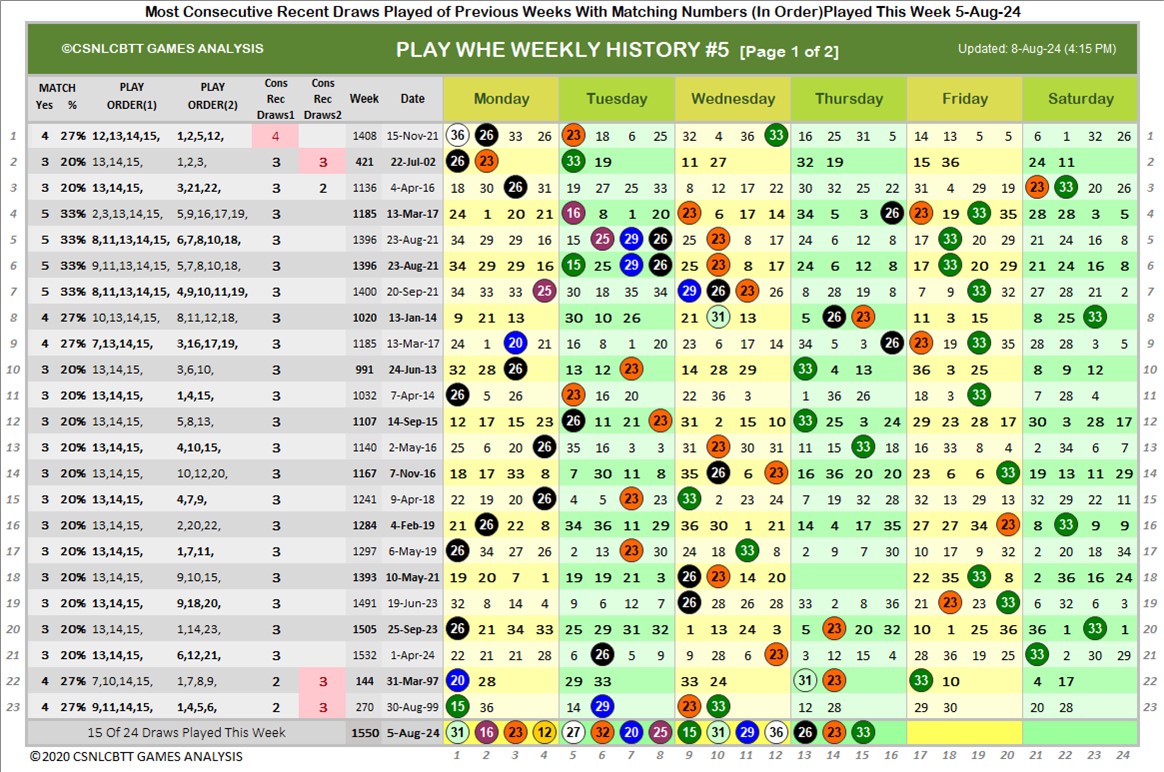 Most Consecutive Recent Draws Played of Previous Weeks With Matching Numbers (In Order)Played This Week 5-Aug-24
©CSNLCBTT GAMES ANALYSIS PLAY WHE WEEKLY HISTORY #5 [Page 1 of 2] Updated: 8-Aug-24 (4:15 PM)
MATCH PLAY PLAY Cons Cons
Yes % ORDER(1) ORDER(2) Rec Rec Week Date Monday Tuesday Wednesday Thursday Friday Saturday
Draws1 Draws2
1 4 27% 12,13,14,15, 1,2,5,12, 4 1408 15-Nov-21 36 26 33 26 23 18 6 25 32 4 36 33 16 25 31 5 14 13 5 5 6 1 32 26 1
2 3 20% 13,14,15, 1,2,3, 3 3 421 22-Jul-02 26 23 33 19 11 27 32 19 15 36 24 11 2
3 3 20% 13,14,15, 3,21,22, 3 2 1136 4-Apr-16 18 30 26 31 19 27 25 33 8 12 17 22 30 32 25 22 31 4 29 19 23 33 20 26 3
4 5 33% 2,3,13,14,15, 5,9,16,17,19, 3 1185 13-Mar-17 24 1 20 21 16 8 1 20 23 6 17 14 34 5 3 26 23 19 33 35 28 28 3 5 4
5 5 33% 8,11,13,14,15, 6,7,8,10,18, 3 1396 23-Aug-21 34 29 29 16 15 25 29 26 25 23 8 17 24 6 12 8 17 33 20 29 21 24 16 8 5
6 5 33% 9,11,13,14,15, 5,7,8,10,18, 3 1396 23-Aug-21 34 29 29 16 15 25 29 26 25 23 8 17 24 6 12 8 17 33 20 29 21 24 16 8 6
7 5 33% 8,11,13,14,15, 4,9,10,11,19, 3 1400 20-Sep-21 34 33 33 25 30 18 35 34 29 26 23 26 8 28 19 8 7 9 33 32 27 28 21 2 7
8 4 27% 10,13,14,15, 8,11,12,18, 3 1020 13-Jan-14 9 21 13 30 10 26 21 31 13 5 26 23 11 3 15 8 25 33 8
9 4 27% 7,13,14,15, 3,16,17,19, 3 1185 13-Mar-17 24 1 20 21 16 8 1 20 23 6 17 14 34 5 3 26 23 19 33 35 28 28 3 5 9
10 3 20% 13,14,15, 3,6,10, 3 991 24-Jun-13 32 28 26 13 12 23 14 28 29 33 4 13 36 3 25 8 9 12 10
11 3 20% 13,14,15, 1,4,15, 3 1032 7-Apr-14 26 5 26 23 16 20 22 36 3 1 36 26 18 3 33 7 28 4 11
12 3 20% 13,14,15, 5,8,13, 3 1107 14-Sep-15 12 17 15 23 26 11 21 23 31 2 15 10 33 25 3 24 29 23 28 17 30 3 28 17 12
13 3 20% 13,14,15, 4,10,15, 3 1140 2-May-16 25 6 20 26 35 16 3 3 31 23 30 31 11 15 33 18 16 33 4 2 34 6 7 13
14 3 20% 13,14,15, 10,12,20, 3 1167 7-Nov-16 18 17 33 8 7 30 11 8 35 26 6 23 16 36 20 20 23 6 6 33 19 13 11 29 14
15 3 20% 13,14,15, 4,7,9, 3 1241 9-Apr-18 22 19 20 26 4 5 23 23 33 2 23 24 7 19 32 28 32 13 29 13 32 29 22 11 15
16 3 20% 13,14,15, 2,20,22, 3 1284 4-Feb-19 21 26 22 8 34 36 11 29 36 30 1 21 14 4 17 35 27 27 34 23 8 33 9 9 16
17 3 20% 13,14,15, 1,7,11, 3 1297 6-May-19 26 34 27 26 2 13 23 30 24 18 33 8 2 9 7 30 10 17 9 32 2 20 18 34 17
18 3 20% 13,14,15, 9,10,15, 3 1393 10-May-21 19 20 7 1 19 19 21 3 26 23 14 20 22 35 33 8 2 36 16 24 18
19 3 20% 13,14,15, 9,18,20, 3 1491 19-Jun-23 32 8 14 4 9 6 12 7 26 28 26 28 33 2 8 36 21 23 23 33 6 32 6 3 19
20 3 20% 13,14,15, 1,14,23, 3 1505 25-Sep-23 26 21 34 33 25 29 31 32 1 13 24 3 5 23 20 32 10 1 25 36 36 1 33 1 20
21 3 20% 13,14,15, 6,12,21, 3 1532 1-Apr-24 22 21 21 28 6 26 5 9 9 28 6 23 3 12 15 4 28 36 19 25 33 2 30 29 21
22 4 27% 7,10,14,15, 1,7,8,9, 2 3 144 31-Mar-97 20 28 29 33 33 24 31 23 33 10 4 17 22
23 4 27% 9,11,14,15, 1,4,5,6, 2 3 270 30-Aug-99 15 36 14 29 23 33 12 28 29 30 20 28 23
15 Of 24 Draws Played This Week 1550 5-Aug-24 31 16 23 12 27 32 20 25 15 31 29 36 26 23 33
©2020 CSNLCBTT GAMES ANALYSIS 1 2 3 4 5 6 7 8 9 10 11 12 13 14 15 16 17 18 19 20 21 22 23 24